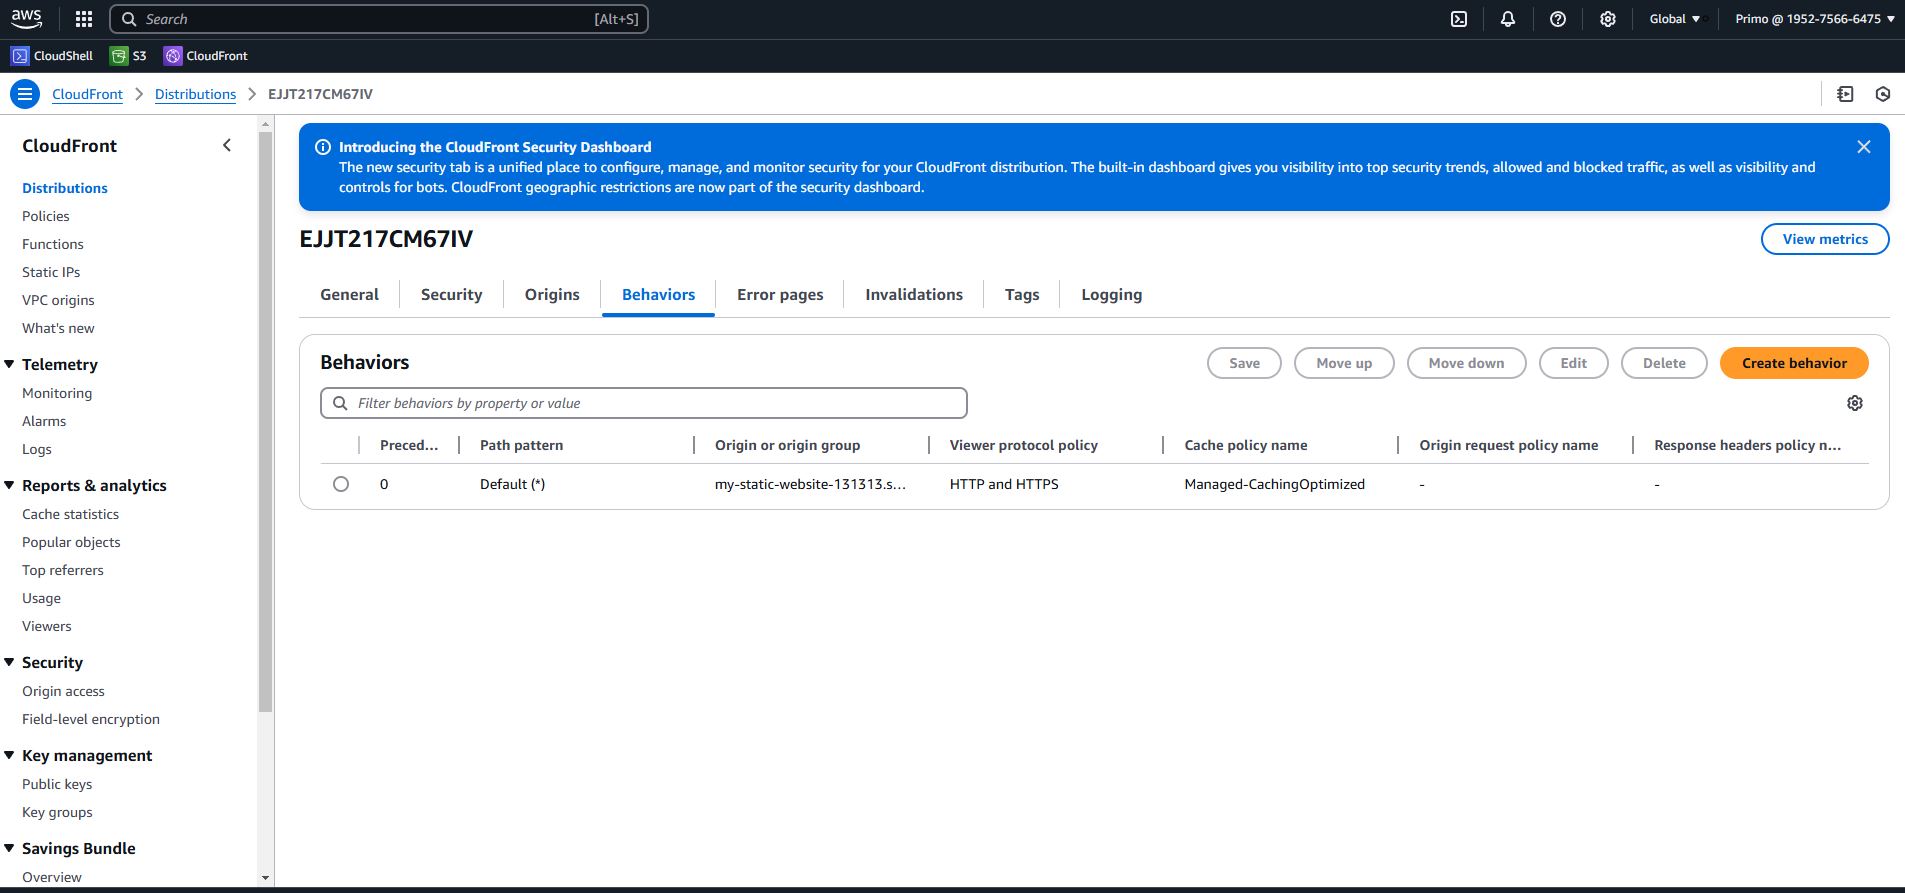 aws
Search
[Alt+S]
Global
Primo @ 1952-7566-6475
CloudShell
S3
CloudFront
CloudFront
Distributions
EJJT217CM67IV
CloudFront
Distributions
Policies
Functions
Static IPs
VPC origins
What's new
Telemetry
Monitoring
Alarms
Logs
Reports & analytics
Cache statistics
Popular objects
Top referrers
Usage
Viewers
Security
Origin access
Field-level encryption
Key management
Public keys
Key groups
Savings Bundle
Overview
Introducing the CloudFront Security Dashboard
The new security tab is a unified place to configure, manage, and monitor security for your CloudFront distribution. The built-in dashboard gives you visibility into top security trends, allowed and blocked traffic, as well as visibility and
controls for bots. CloudFront geographic restrictions are now part of the security dashboard.
EJJT217CM67IV
View metrics
General
Security
Origins
Behaviors
Error pages
Invalidations
Tags
Logging
Behaviors
Save
Move up
Move down
Edit
Delete
Create behavior
Filter behaviors by property or value
Preced... Path pattern Origin or origin group Viewer protocol policy Cache policy name Origin request policy name Response headers policy n...
0 Default (*) my-static-website-131313.s... HTTP and HTTPS Managed-CachingOptimized - -